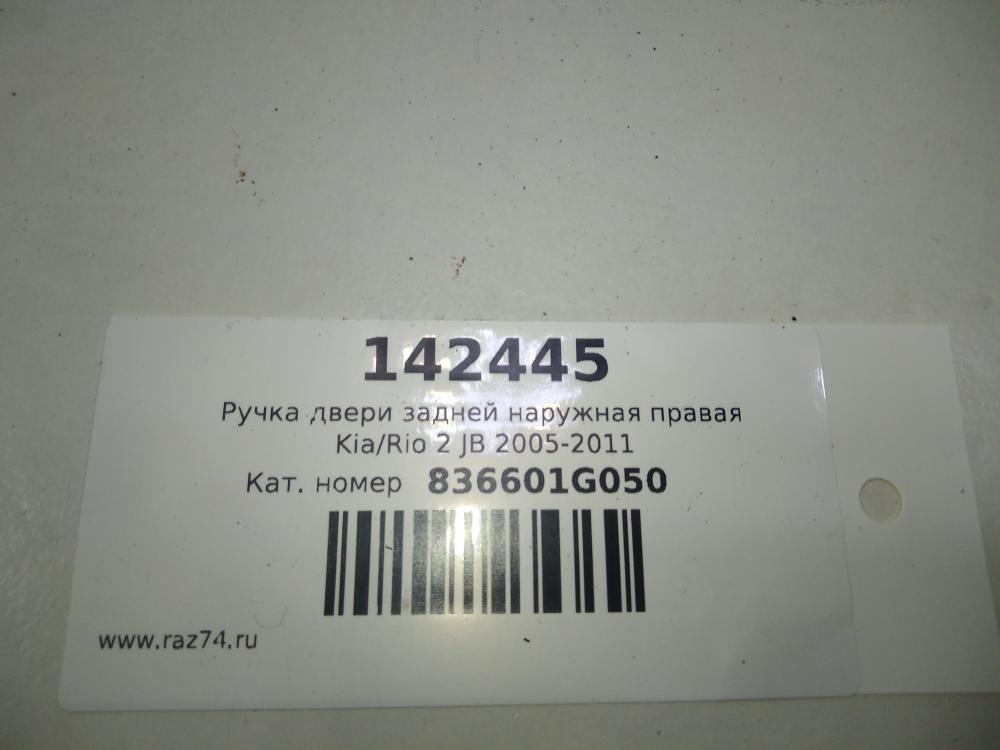 142445
Ручка двери задней наружная правая
Kia/Rio 2 JB 2005-2011
Кат. номер 836601G050
www.raz74.ru